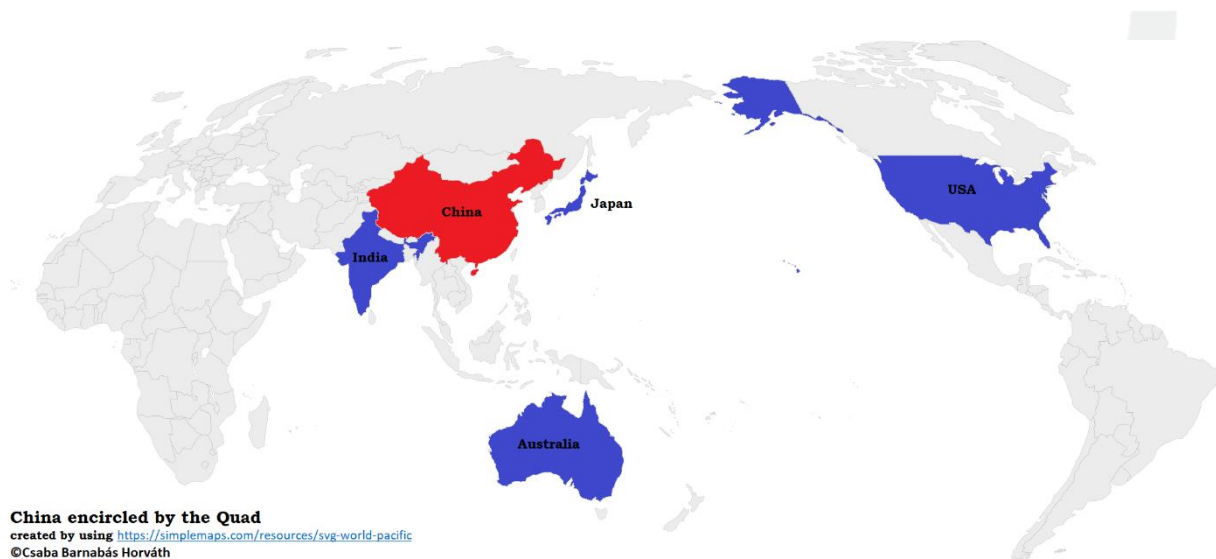 China
Japan
USA
India
Australia
China encircled by the Quad
created by using https://simplemaps.com/resources/svg-world-pacific
©Csaba Barnabás Horváth